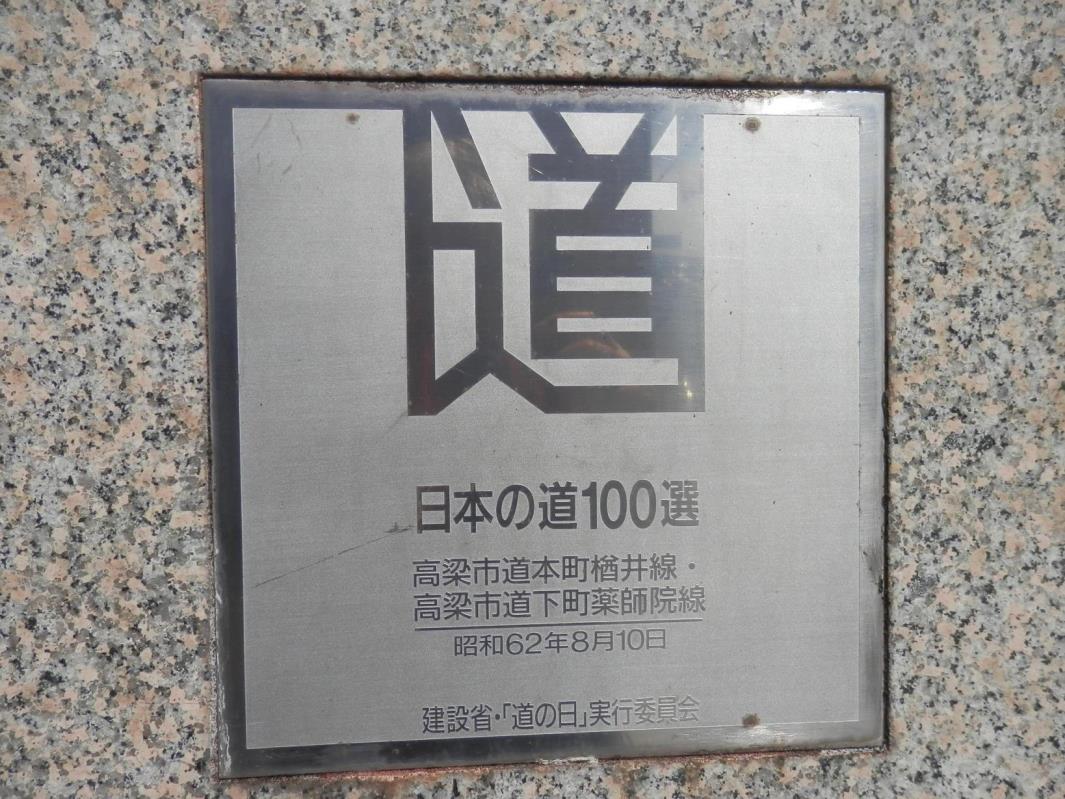 道
日本の道100選
高梁市道本町楢井線・
高梁市道下町薬師院線
昭和62年8月10日
建設省・「道の日」実行委員会